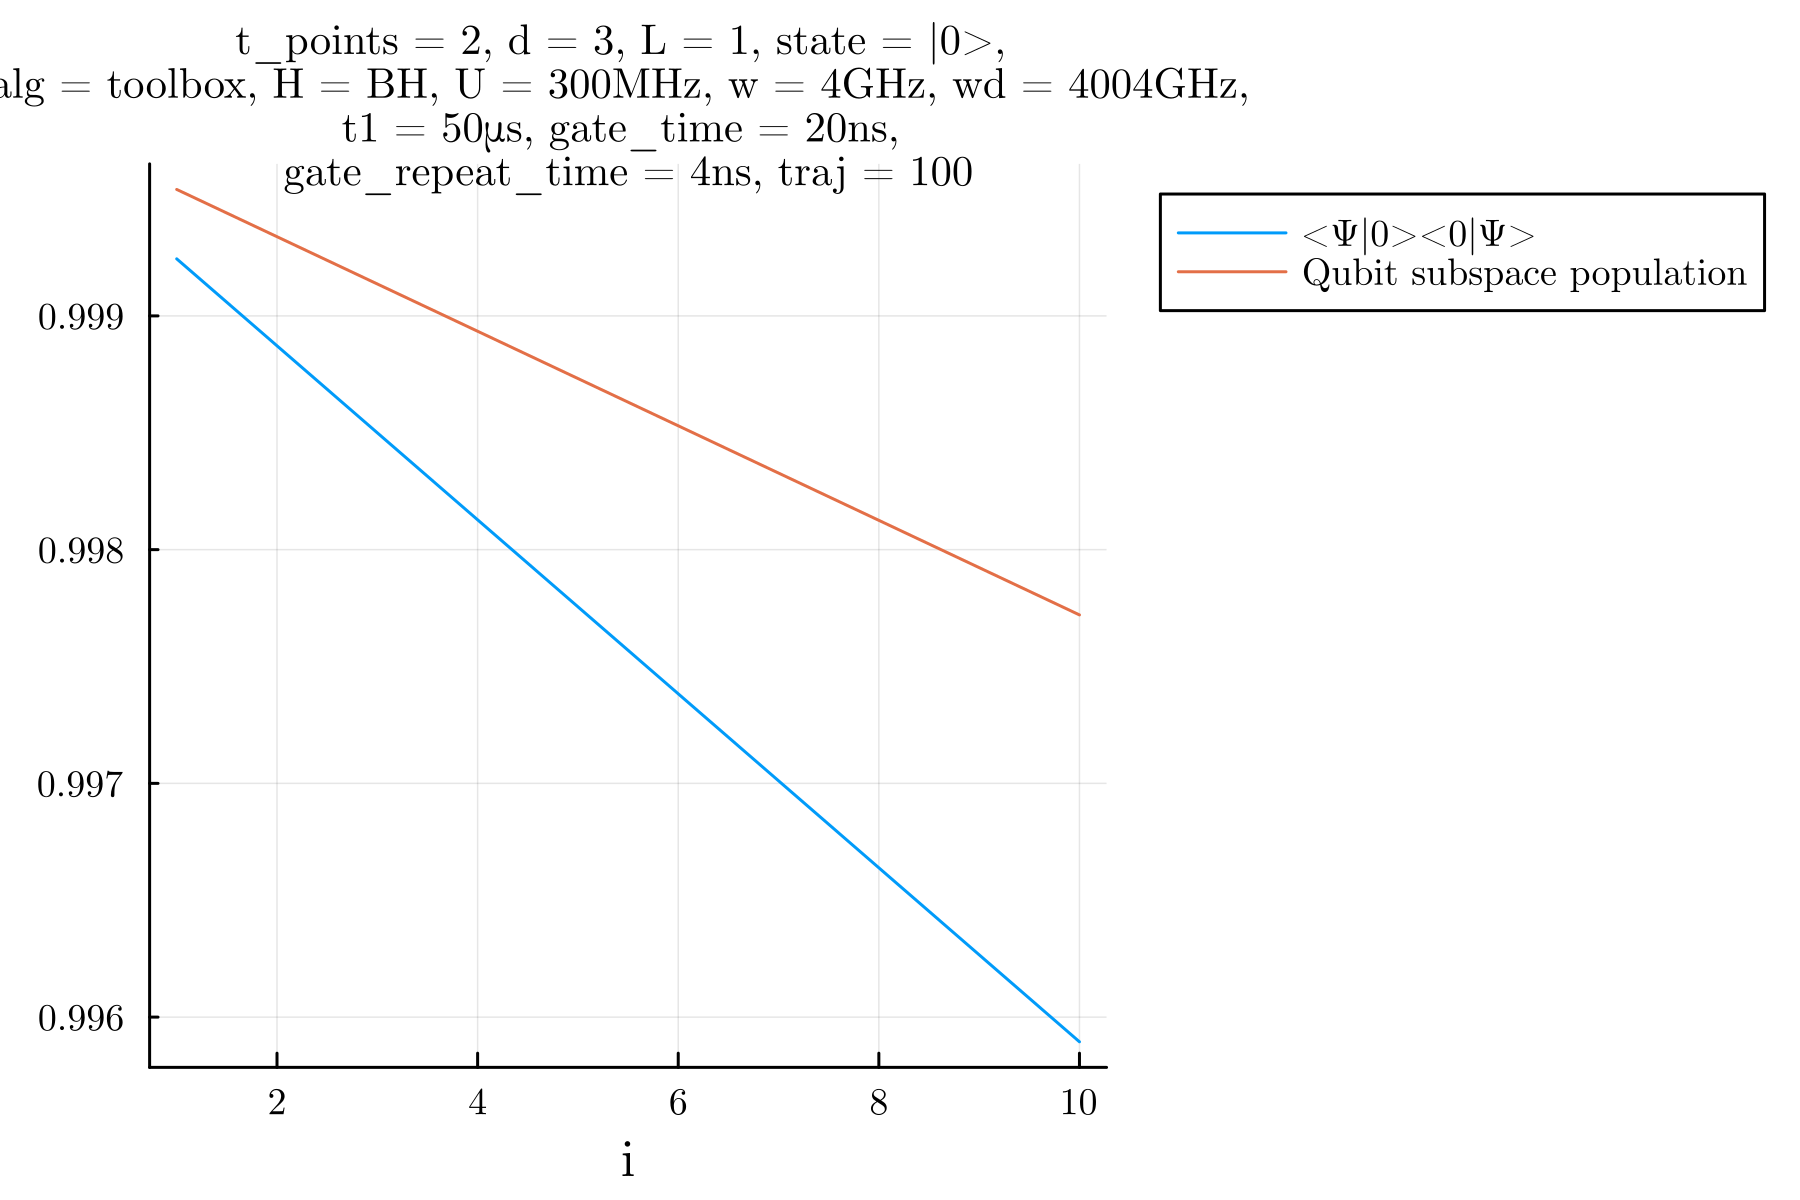 t_points = 2, d = 3, L = 1, state = |0>,
alg = toolbox, H = BH, U = 300MHz, w = 4GHz, wd = 4004GHz,
t1 = 50μs, gate_time = 20ns,
gate_repeat_time = 4ns, traj = 100
<Ψ|0><0|Ψ>
Qubit subspace population
0.999
0.998
0.997
0.996
2 4 6 8 10
i